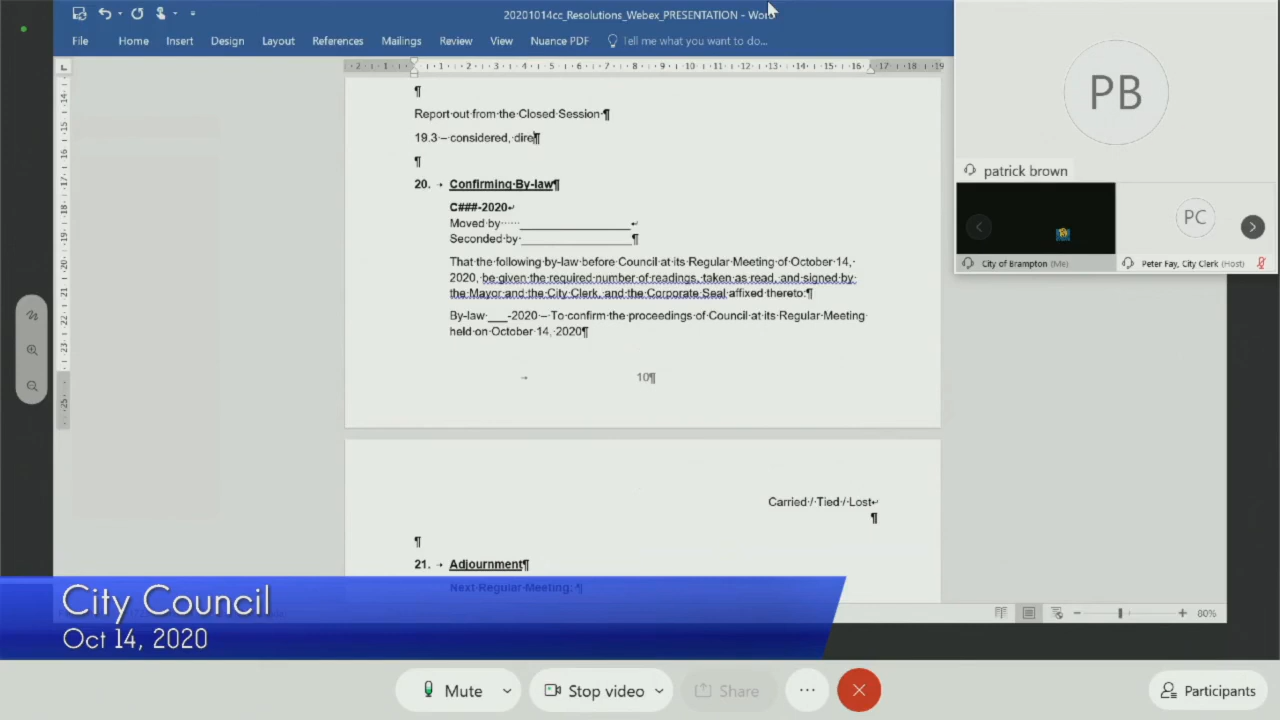 20201014cc_Resolutions_Webex_PRESENTATION - Word
File Home Insert Design Layout References Mailings Review View Nuance PDF Tell me what you want to do...
PB
patrick brown
PC
City of Brampton (Me)
Peter Fay, City Clerk (Host)
Report out from the Closed Session ¶
19.3 – considered, dire¶
20. → Confirming By-law¶
C###-2020
Moved by ____________________
Seconded by ____________________¶
That the following by-law before Council at its Regular Meeting of October 14,
2020, be given the required number of readings, taken as read, and signed by
the Mayor and the City Clerk, and the Corporate Seal affixed thereto:¶
By-law ___-2020 – To confirm the proceedings of Council at its Regular Meeting
held on October 14, 2020¶
→ 10¶
Carried / Tied / Lost
¶
21. → Adjournment¶
Next Regular Meeting: ¶
80%
City Council
Oct 14, 2020
Mute
Stop video
Share
Participants